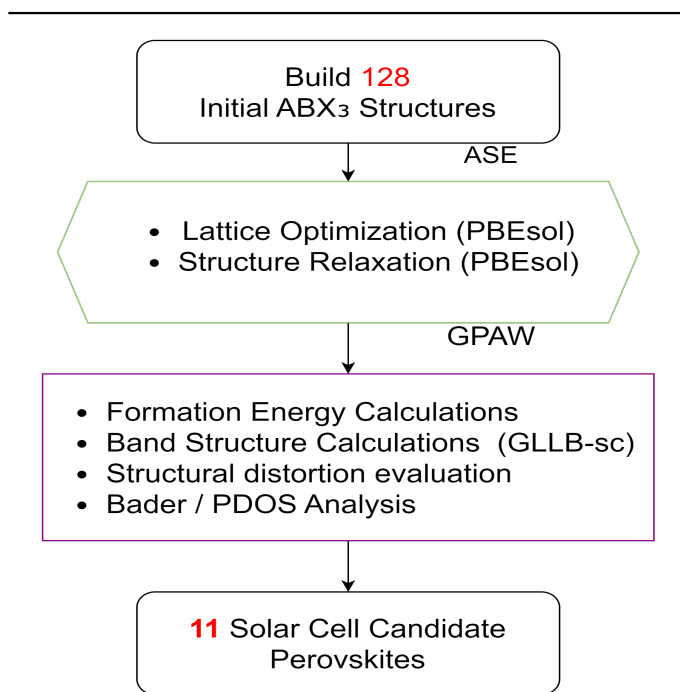 Build 128
Initial ABX₃ Structures
ASE
• Lattice Optimization (PBEsol)
• Structure Relaxation (PBEsol)
GPAW
• Formation Energy Calculations
• Band Structure Calculations (GLLB-sc)
• Structural distortion evaluation
• Bader / PDOS Analysis
11 Solar Cell Candidate
Perovskites